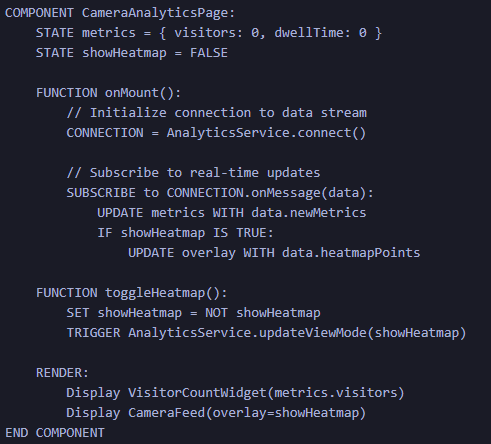 COMPONENT CameraAnalyticsPage:
STATE metrics = { visitors: 0, dwellTime: 0 }
STATE showHeatmap = FALSE
FUNCTION onMount():
// Initialize connection to data stream
CONNECTION = AnalyticsService.connect()
// Subscribe to real-time updates
SUBSCRIBE to CONNECTION.onMessage(data):
UPDATE metrics WITH data.newMetrics
IF showHeatmap IS TRUE:
UPDATE overlay WITH data.heatmapPoints
FUNCTION toggleHeatmap():
SET showHeatmap = NOT showHeatmap
TRIGGER AnalyticsService.updateViewMode(showHeatmap)
RENDER:
Display VisitorCountWidget(metrics.visitors)
Display CameraFeed(overlay=showHeatmap)
END COMPONENT